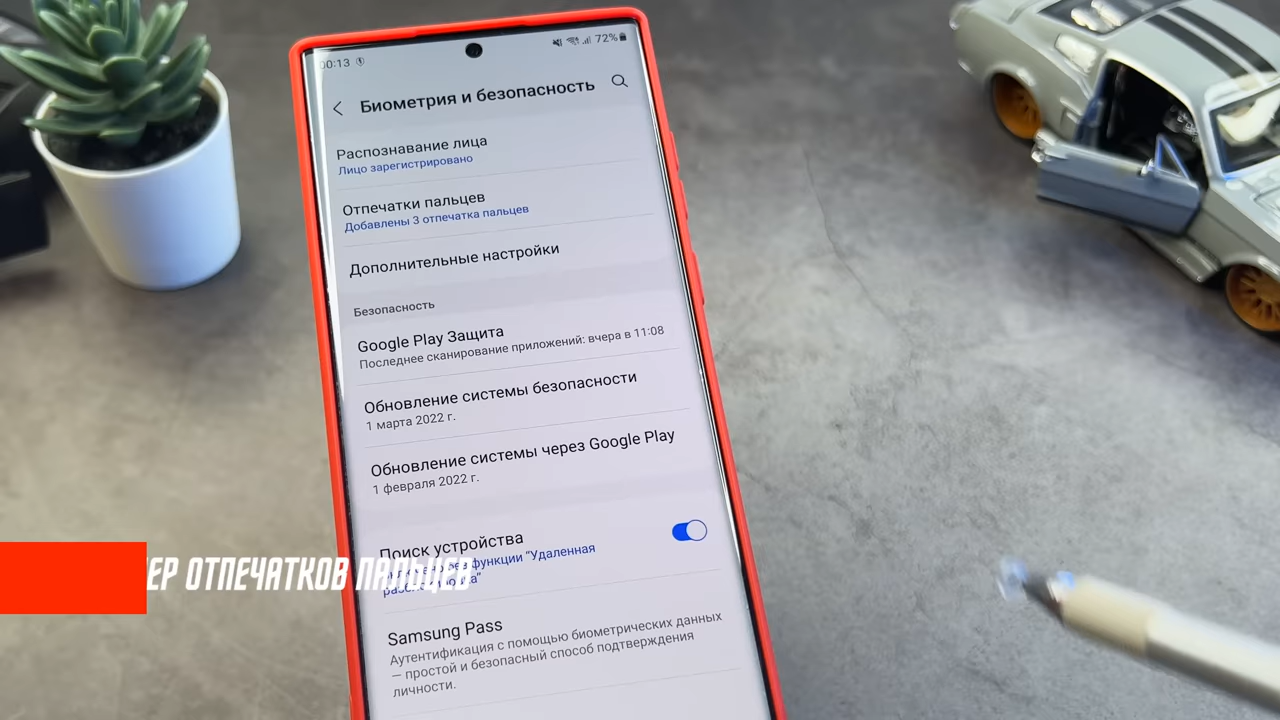 00:13
72%
Биометрия и безопасность
Распознавание лица
Лицо зарегистрировано
Отпечатки пальцев
Добавлены 3 отпечатка пальцев
Дополнительные настройки
Безопасность
Google Play Защита
Последнее сканирование приложений: вчера в 11:08
Обновление системы безопасности
1 марта 2022 г.
Обновление системы через Google Play
1 февраля 2022 г.
Поиск устройства
функции "Удаленная
ЕР ОТПЕЧАТКОВ ПАЛЬЦЕВ
Samsung Pass
Аутентификация с помощью биометрических данных
— простой и безопасный способ подтверждения
личности.